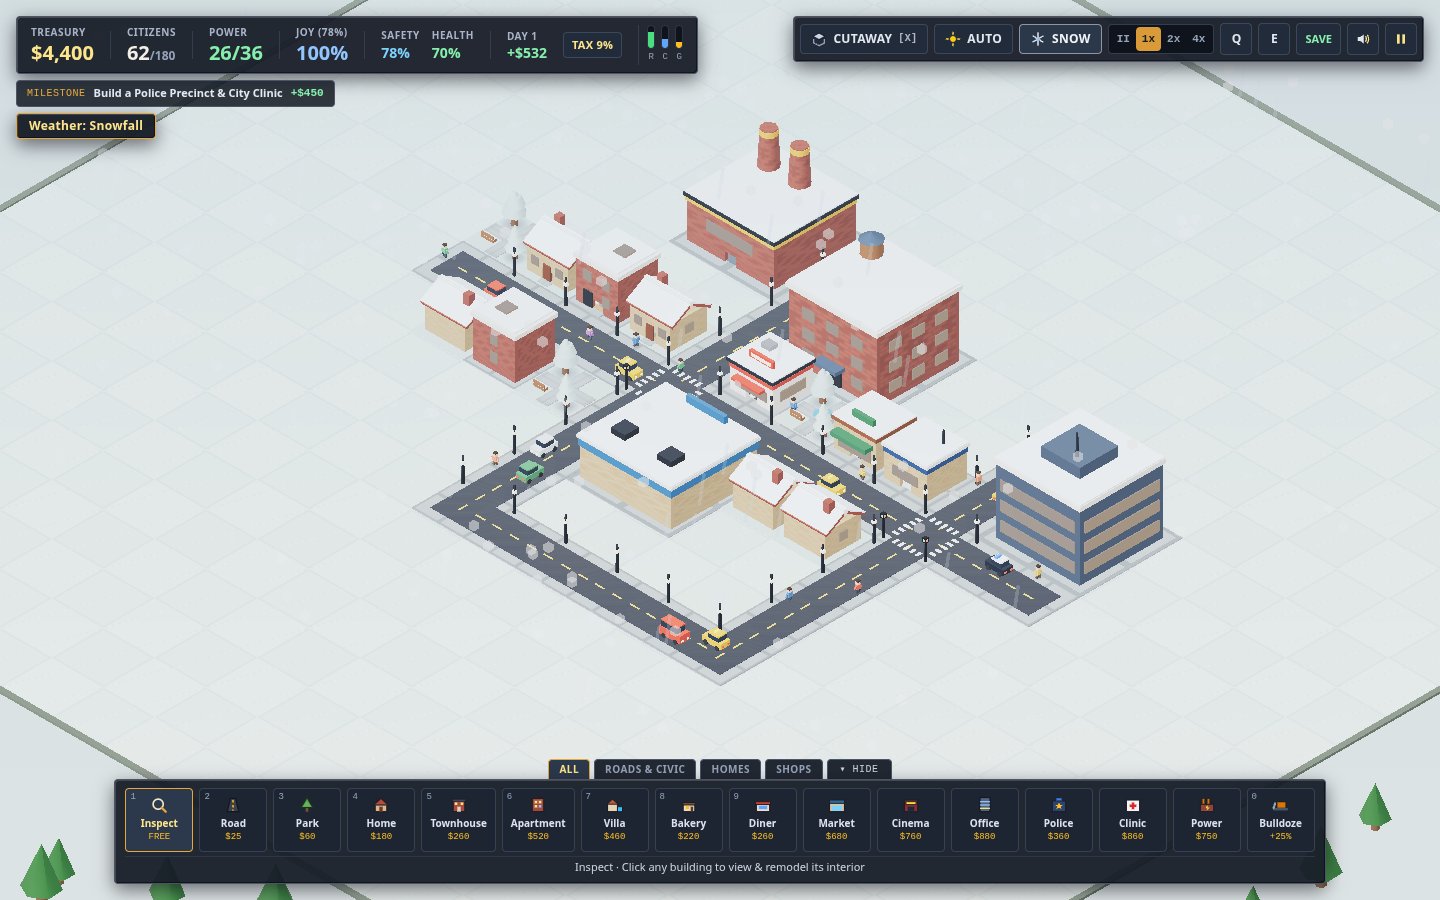 TREASURY
$4,400
CITIZENS
62/180
POWER
26/36
JOY (78%)
100%
SAFETY
78%
HEALTH
70%
DAY 1
+$532
TAX 9%
R C G
CUTAWAY [X]
AUTO
SNOW
II 1x 2x 4x
Q
E
SAVE
MILESTONE Build a Police Precinct & City Clinic +$450
Weather: Snowfall
ALL
ROADS & CIVIC
HOMES
SHOPS
▾ HIDE
1
Inspect
FREE
2
Road
$25
3
Park
$60
4
Home
$180
5
Townhouse
$260
6
Apartment
$520
7
Villa
$460
8
Bakery
$220
9
Diner
$260
Market
$680
Cinema
$760
Office
$880
Police
$360
Clinic
$860
Power
$750
0
Bulldoze
+25%
Inspect · Click any building to view & remodel its interior